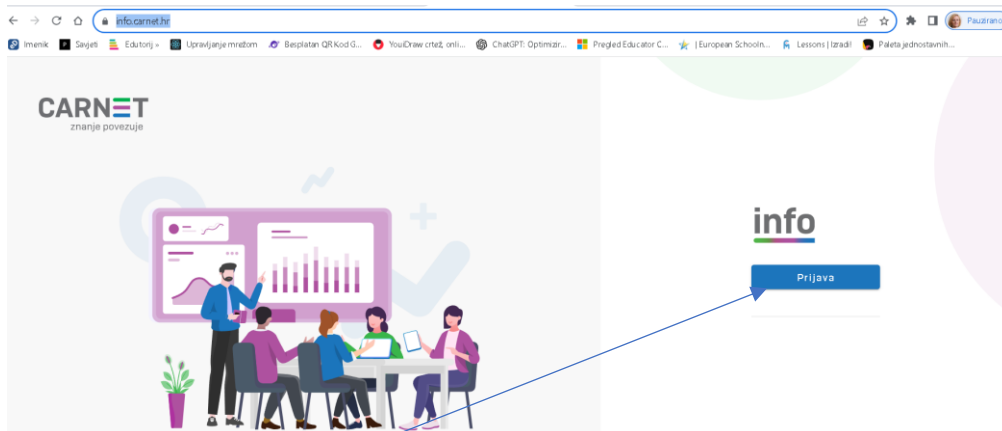 info.carnet.hr
Pauzirano
Imenik Savjeti Edutorij » Upravljanje mrežom Besplatan QR Kod G... YouiDraw crtež, onli... ChatGPT: Optimizir... Pregled Educator C... | European Schooln... Lessons | Izradi! Paleta jednostavnih...
CARNET
znanje povezuje
info
Prijava